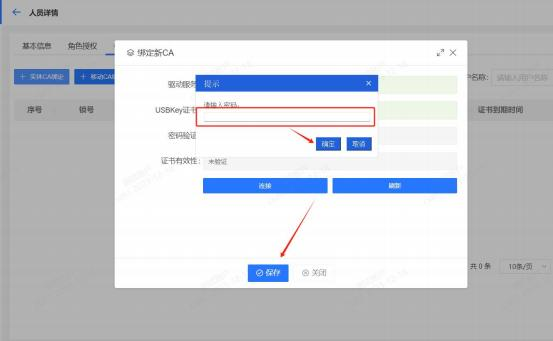 ← 人员详情
基本信息 角色授权
+ 实体CA绑定 + 移动CA绑
户名称： 请输入用户名称
序号 锁号 证书到期时间
绑定新CA
驱动服务
提示
USBKey证书
请输入密码：
密码验证
确定 取消
证书有效性： 未验证
连接 刷新
保存 关闭
共 0 条 10条/页